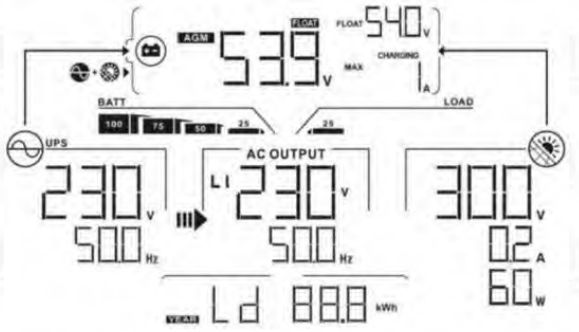 FLOAT FLOAT 54.0 V
AGM 53.9 V MAX CHARGING 1 A
BATT LOAD
100 75 50 25 25
UPS AC OUTPUT
230 V L1 230 V 300 V
50.0 Hz 50.0 Hz 0.2 A
60 W
YEAR Ld 88.8 kWh